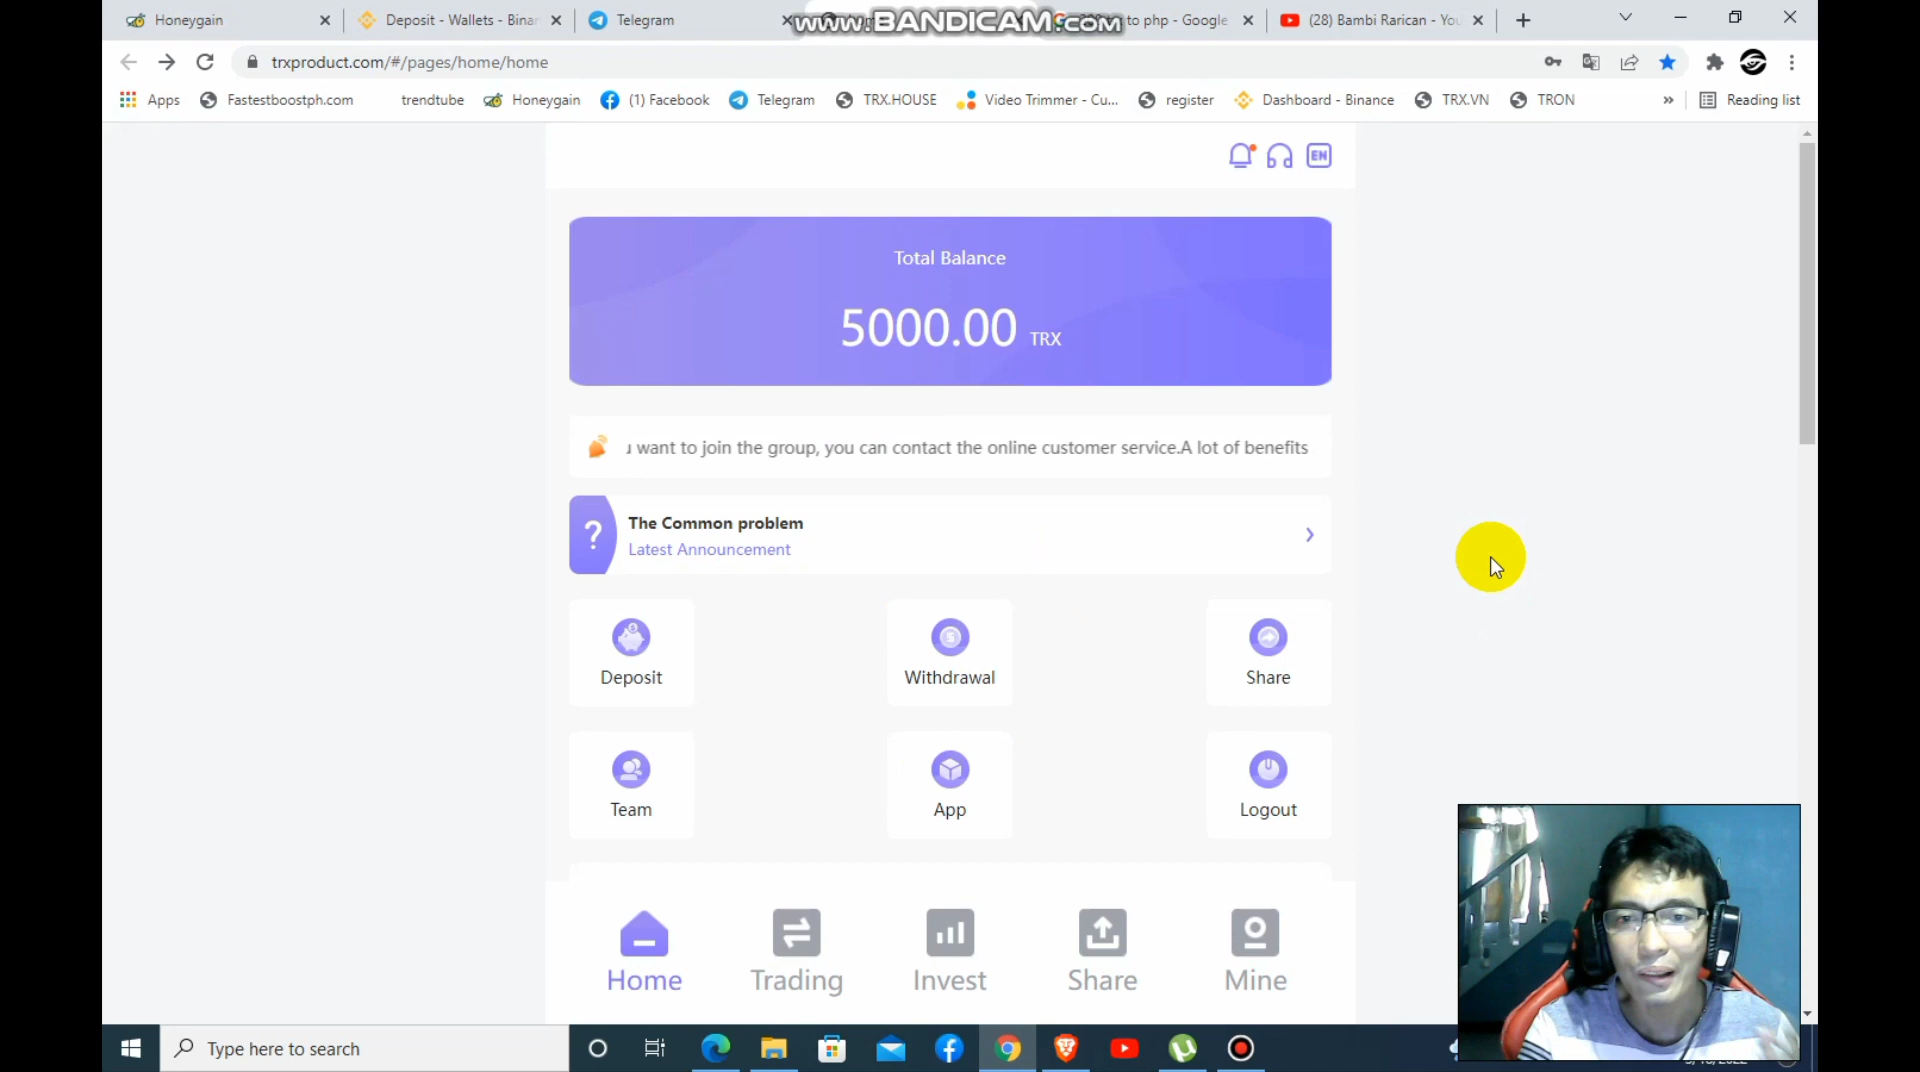 Honeygain
Deposit - Wallets - Binan
Telegram
www.BANDICAM.com
to php - Google
(28) Bambi Rarican - You
trxproduct.com/#/pages/home/home
Apps
Fastestboostph.com
trendtube
Honeygain
(1) Facebook
Telegram
TRX.HOUSE
Video Trimmer - Cu...
register
Dashboard - Binance
TRX.VN
TRON
»
Reading list
EN
Total Balance
5000.00 TRX
u want to join the group, you can contact the online customer service.A lot of benefits
?
The Common problem
Latest Announcement
Deposit
Withdrawal
Share
Team
App
Logout
Home
Trading
Invest
Share
Mine
Type here to search